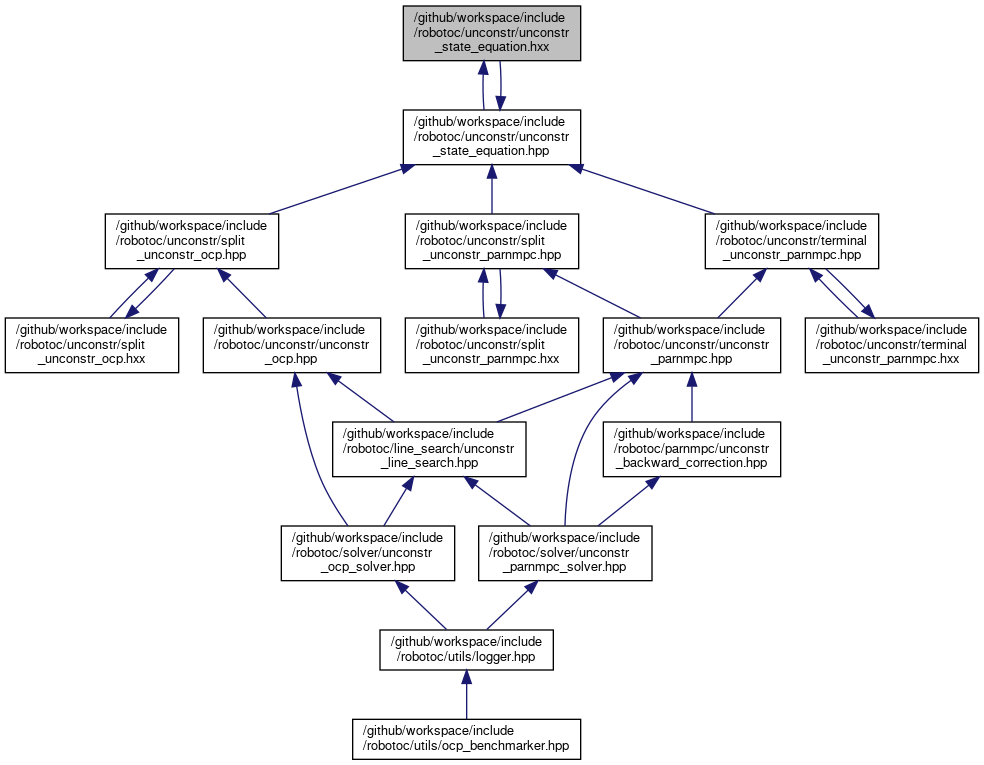 /github/workspace/include
/robotoc/unconstr/unconstr
_state_equation.hxx
/github/workspace/include
/robotoc/unconstr/unconstr
_state_equation.hpp
/github/workspace/include
/robotoc/unconstr/split
_unconstr_ocp.hpp
/github/workspace/include
/robotoc/unconstr/split
_unconstr_parnmpc.hpp
/github/workspace/include
/robotoc/unconstr/terminal
_unconstr_parnmpc.hpp
/github/workspace/include
/robotoc/unconstr/split
_unconstr_ocp.hxx
/github/workspace/include
/robotoc/unconstr/unconstr
_ocp.hpp
/github/workspace/include
/robotoc/unconstr/split
_unconstr_parnmpc.hxx
/github/workspace/include
/robotoc/unconstr/unconstr
_parnmpc.hpp
/github/workspace/include
/robotoc/unconstr/terminal
_unconstr_parnmpc.hxx
/github/workspace/include
/robotoc/line_search/unconstr
_line_search.hpp
/github/workspace/include
/robotoc/parnmpc/unconstr
_backward_correction.hpp
/github/workspace/include
/robotoc/solver/unconstr
_ocp_solver.hpp
/github/workspace/include
/robotoc/solver/unconstr
_parnmpc_solver.hpp
/github/workspace/include
/robotoc/utils/logger.hpp
/github/workspace/include
/robotoc/utils/ocp_benchmarker.hpp